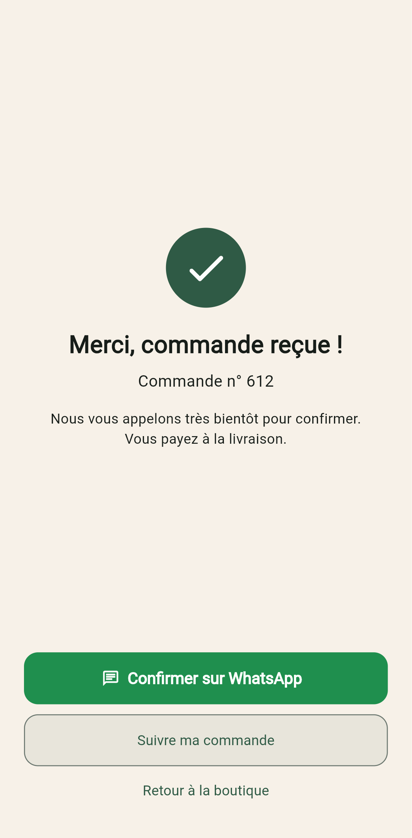 Merci, commande reçue !
Commande n° 612
Nous vous appelons très bientôt pour confirmer.
Vous payez à la livraison.
Confirmer sur WhatsApp
Suivre ma commande
Retour à la boutique